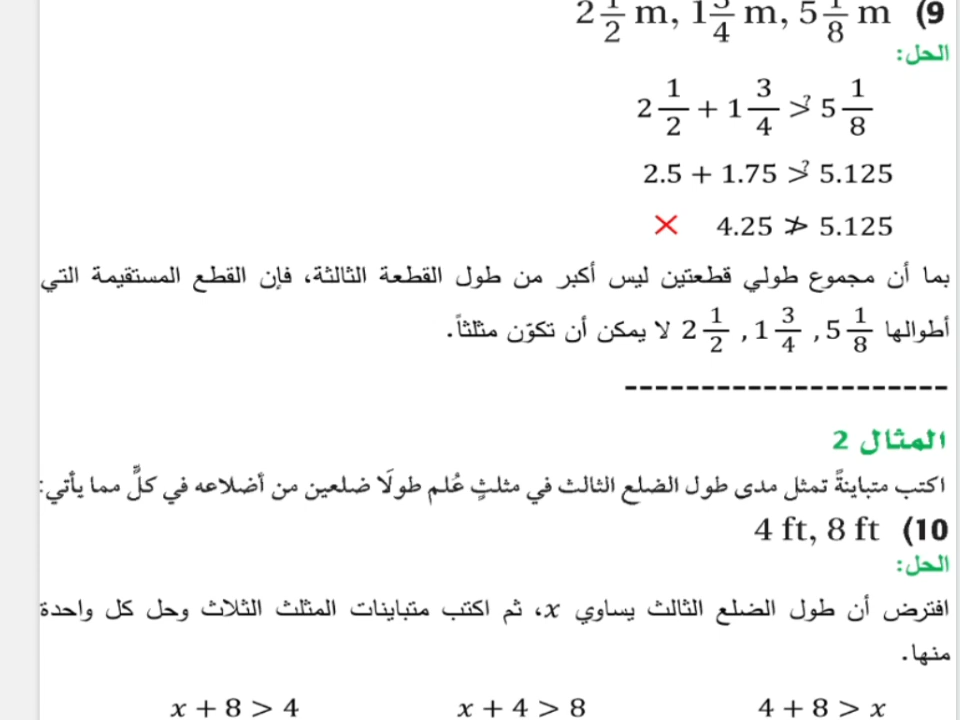 9) 2 1/2 m, 1 3/4 m, 5 1/8 m
الحل:
2 1/2 + 1 3/4 >? 5 1/8
2.5 + 1.75 >? 5.125
✕ 4.25 ≯ 5.125
بما أن مجموع طولي قطعتين ليس أكبر من طول القطعة الثالثة، فإن القطع المستقيمة التي
أطوالها 2 1/2 , 1 3/4 , 5 1/8 لا يمكن أن تكوّن مثلثاً.
---------------------
المثال 2
اكتب متباينةً تمثل مدى طول الضلع الثالث في مثلثٍ عُلم طولَا ضلعين من أضلاعه في كلٍّ مما يأتي:
10) 4 ft, 8 ft
الحل:
افترض أن طول الضلع الثالث يساوي x، ثم اكتب متباينات المثلث الثلاث وحل كل واحدة
منها.
x + 8 > 4 x + 4 > 8 4 + 8 > x